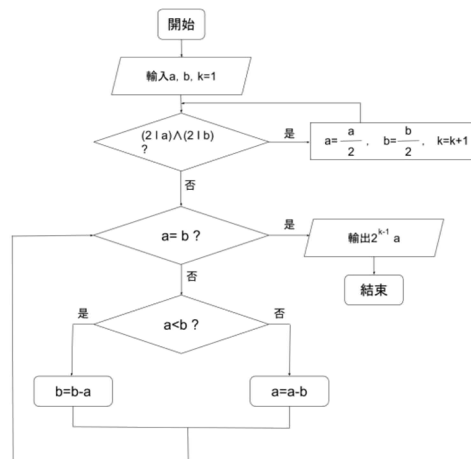 開始
輸入a, b, k=1
(2 | a)∧(2 | b)
?
是
a= a/2 , b= b/2 , k=k+1
否
a= b ?
是
輸出2^k-1 a
結束
否
a<b ?
是
否
b=b-a
a=a-b